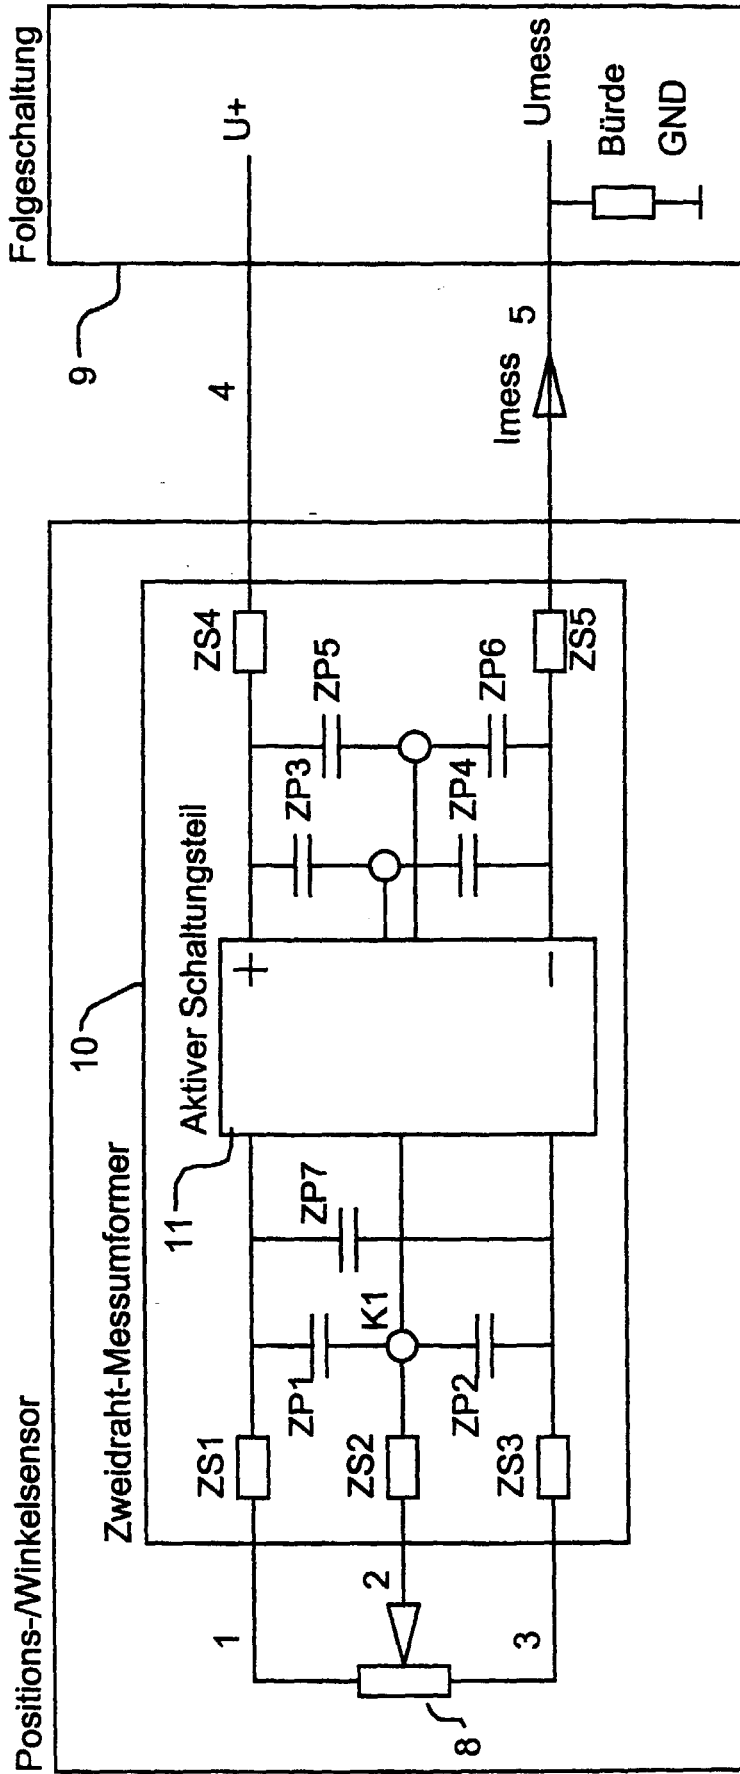 Positions-/Winkelsensor
Zweidraht-Messumformer
10
11
Aktiver Schaltungsteil
9
Folgeschaltung
1
ZS1
ZP1
ZP7
+
ZP3
ZP5
ZS4
4
U+
8
2
ZS2
K1
3
ZS3
ZP2
−
ZP4
ZP6
ZS5
Imess
5
Umess
Bürde
GND